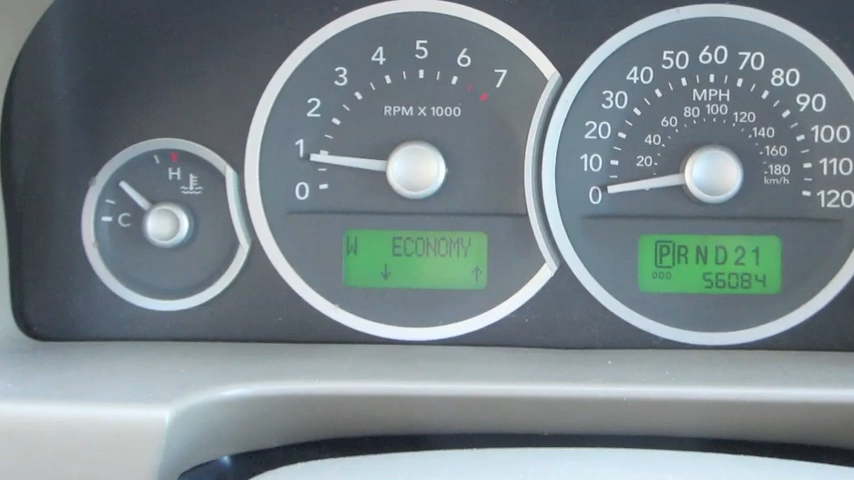 H
C
0 1 2 3 4 5 6 7
RPM X 1000
W ECONOMY
↓ ↑
0 10 20 30 40 50 60 70 80 90 100 110 120
MPH
20 40 60 80 100 120 140 160 180
km/h
PRND21
ODO 56084